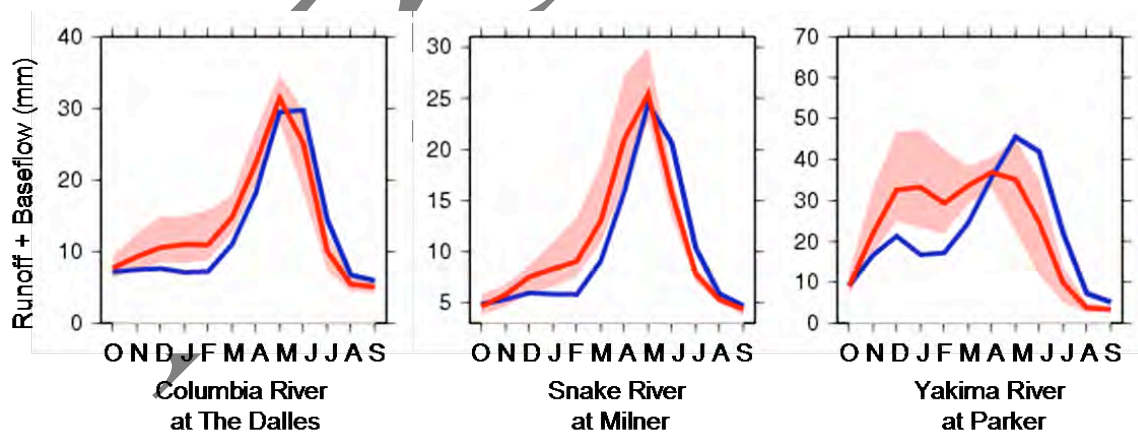 Runoff + Baseflow (mm)
40
30
20
10
0
O N D J F M A M J J A S
Columbia River
at The Dalles
30
25
20
15
10
5
O N D J F M A M J J A S
Snake River
at Milner
70
60
50
40
30
20
10
0
O N D J F M A M J J A S
Yakima River
at Parker